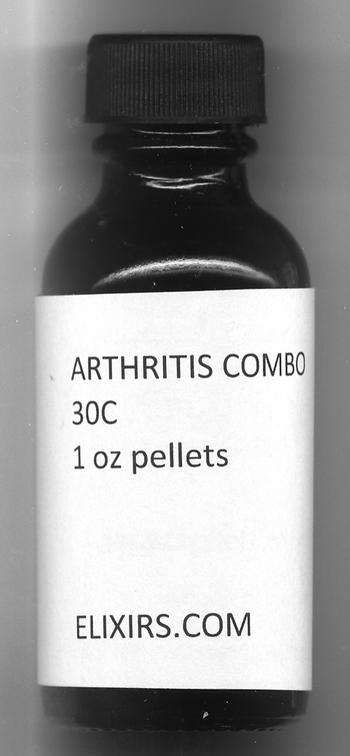 ARTHRITIS COMBO
30C
1 oz pellets
ELIXIRS.COM